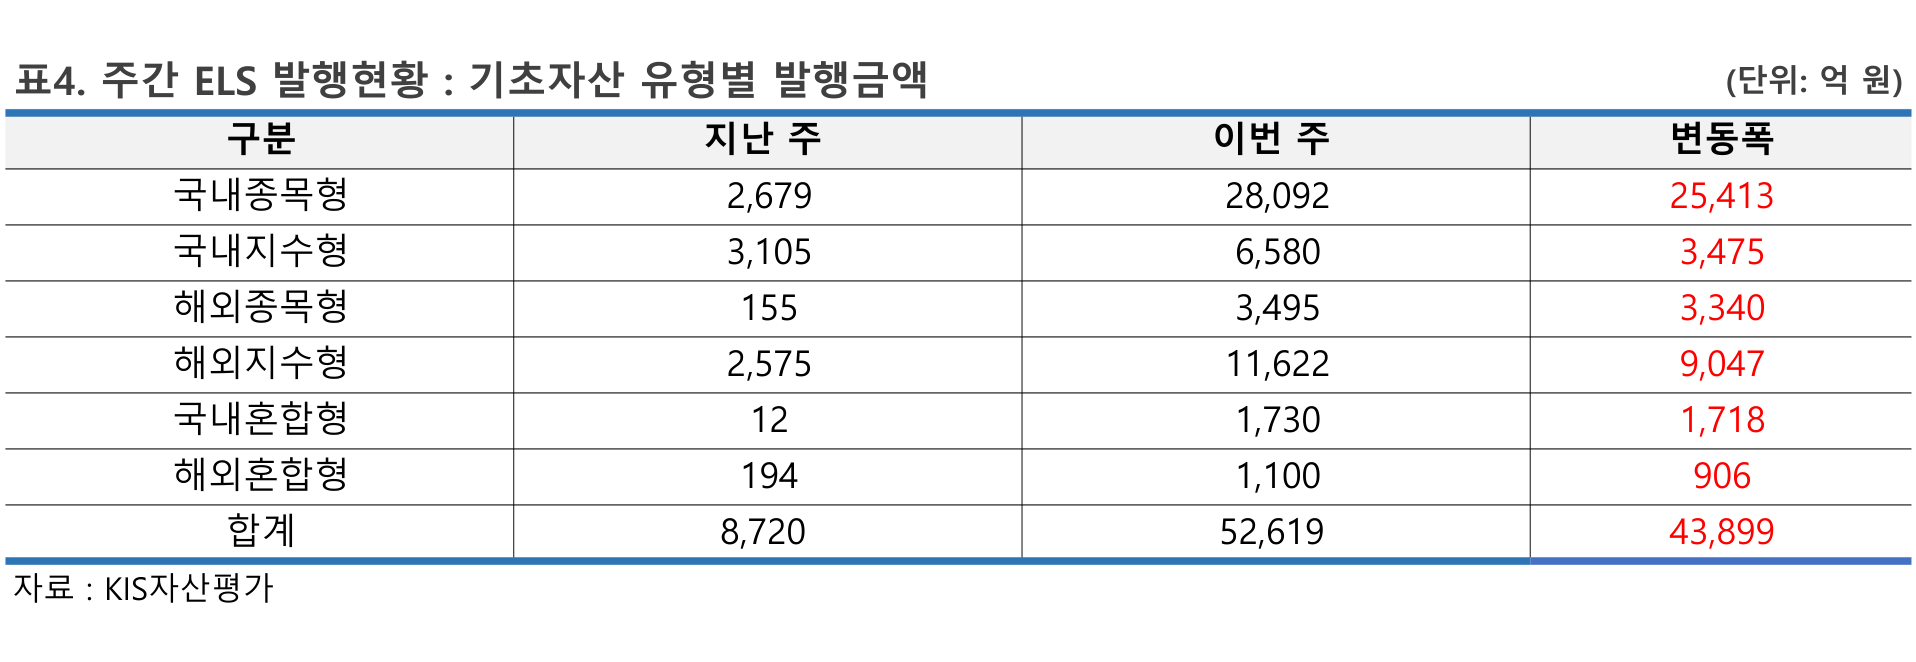 표4. 주간 ELS 발행현황 : 기초자산 유형별 발행금액 (단위: 억 원)
구분 지난 주 이번 주 변동폭
국내종목형 2,679 28,092 25,413
국내지수형 3,105 6,580 3,475
해외종목형 155 3,495 3,340
해외지수형 2,575 11,622 9,047
국내혼합형 12 1,730 1,718
해외혼합형 194 1,100 906
합계 8,720 52,619 43,899
자료 : KIS자산평가